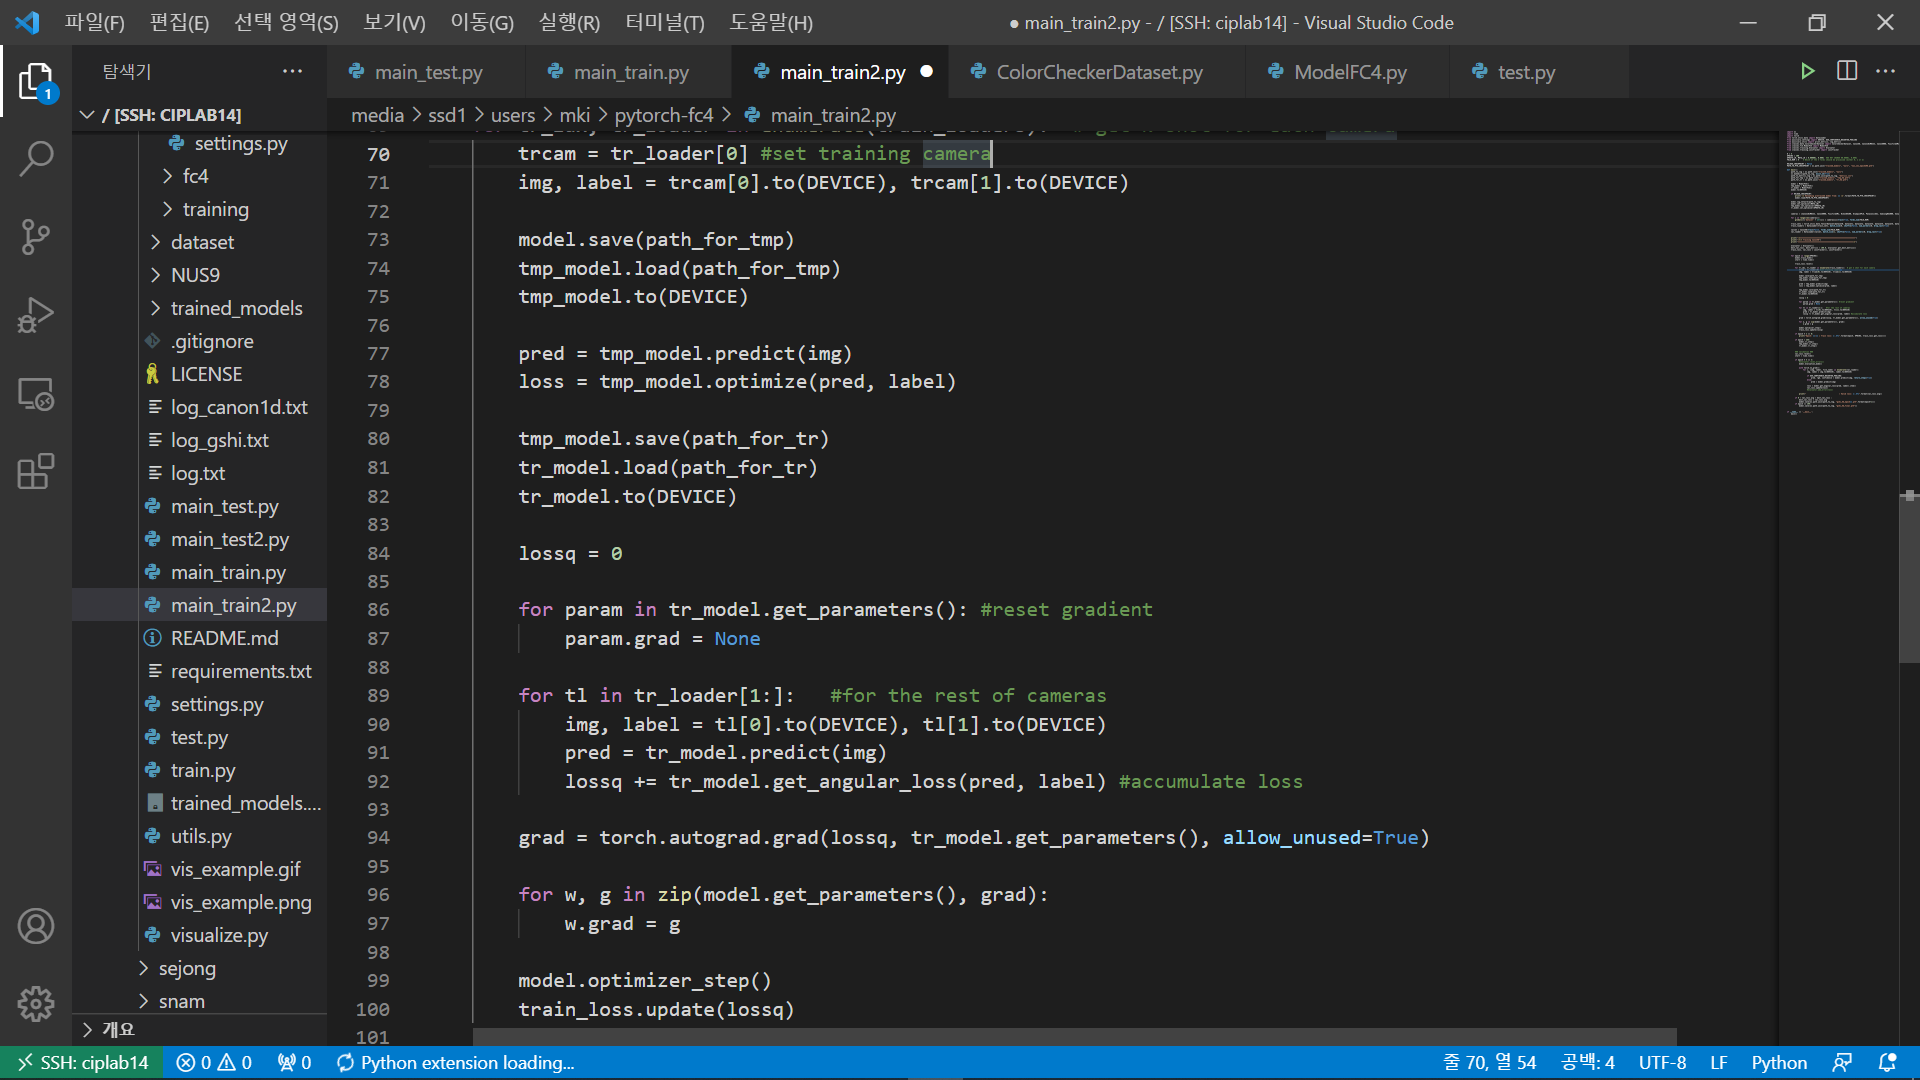 파일(F) 편집(E) 선택 영역(S) 보기(V) 이동(G) 실행(R) 터미널(T) 도움말(H) ● main_train2.py - / [SSH: ciplab14] - Visual Studio Code
탐색기 ···
main_test.py main_train.py main_train2.py ColorCheckerDataset.py ModelFC4.py test.py
/ [SSH: CIPLAB14]
media > ssd1 > users > mki > pytorch-fc4 > main_train2.py
1
settings.py
fc4
training
dataset
NUS9
trained_models
.gitignore
LICENSE
log_canon1d.txt
log_gshi.txt
log.txt
main_test.py
main_test2.py
main_train.py
main_train2.py
README.md
requirements.txt
settings.py
test.py
train.py
trained_models....
utils.py
vis_example.gif
vis_example.png
visualize.py
sejong
snam
개요
70 trcam = tr_loader[0] #set training camera
71 img, label = trcam[0].to(DEVICE), trcam[1].to(DEVICE)
72
73 model.save(path_for_tmp)
74 tmp_model.load(path_for_tmp)
75 tmp_model.to(DEVICE)
76
77 pred = tmp_model.predict(img)
78 loss = tmp_model.optimize(pred, label)
79
80 tmp_model.save(path_for_tr)
81 tr_model.load(path_for_tr)
82 tr_model.to(DEVICE)
83
84 lossq = 0
85
86 for param in tr_model.get_parameters(): #reset gradient
87 param.grad = None
88
89 for tl in tr_loader[1:]: #for the rest of cameras
90 img, label = tl[0].to(DEVICE), tl[1].to(DEVICE)
91 pred = tr_model.predict(img)
92 lossq += tr_model.get_angular_loss(pred, label) #accumulate loss
93
94 grad = torch.autograd.grad(lossq, tr_model.get_parameters(), allow_unused=True)
95
96 for w, g in zip(model.get_parameters(), grad):
97 w.grad = g
98
99 model.optimizer_step()
100 train_loss.update(lossq)
101
SSH: ciplab14 0 0 0 Python extension loading... 줄 70, 열 54 공백: 4 UTF-8 LF Python